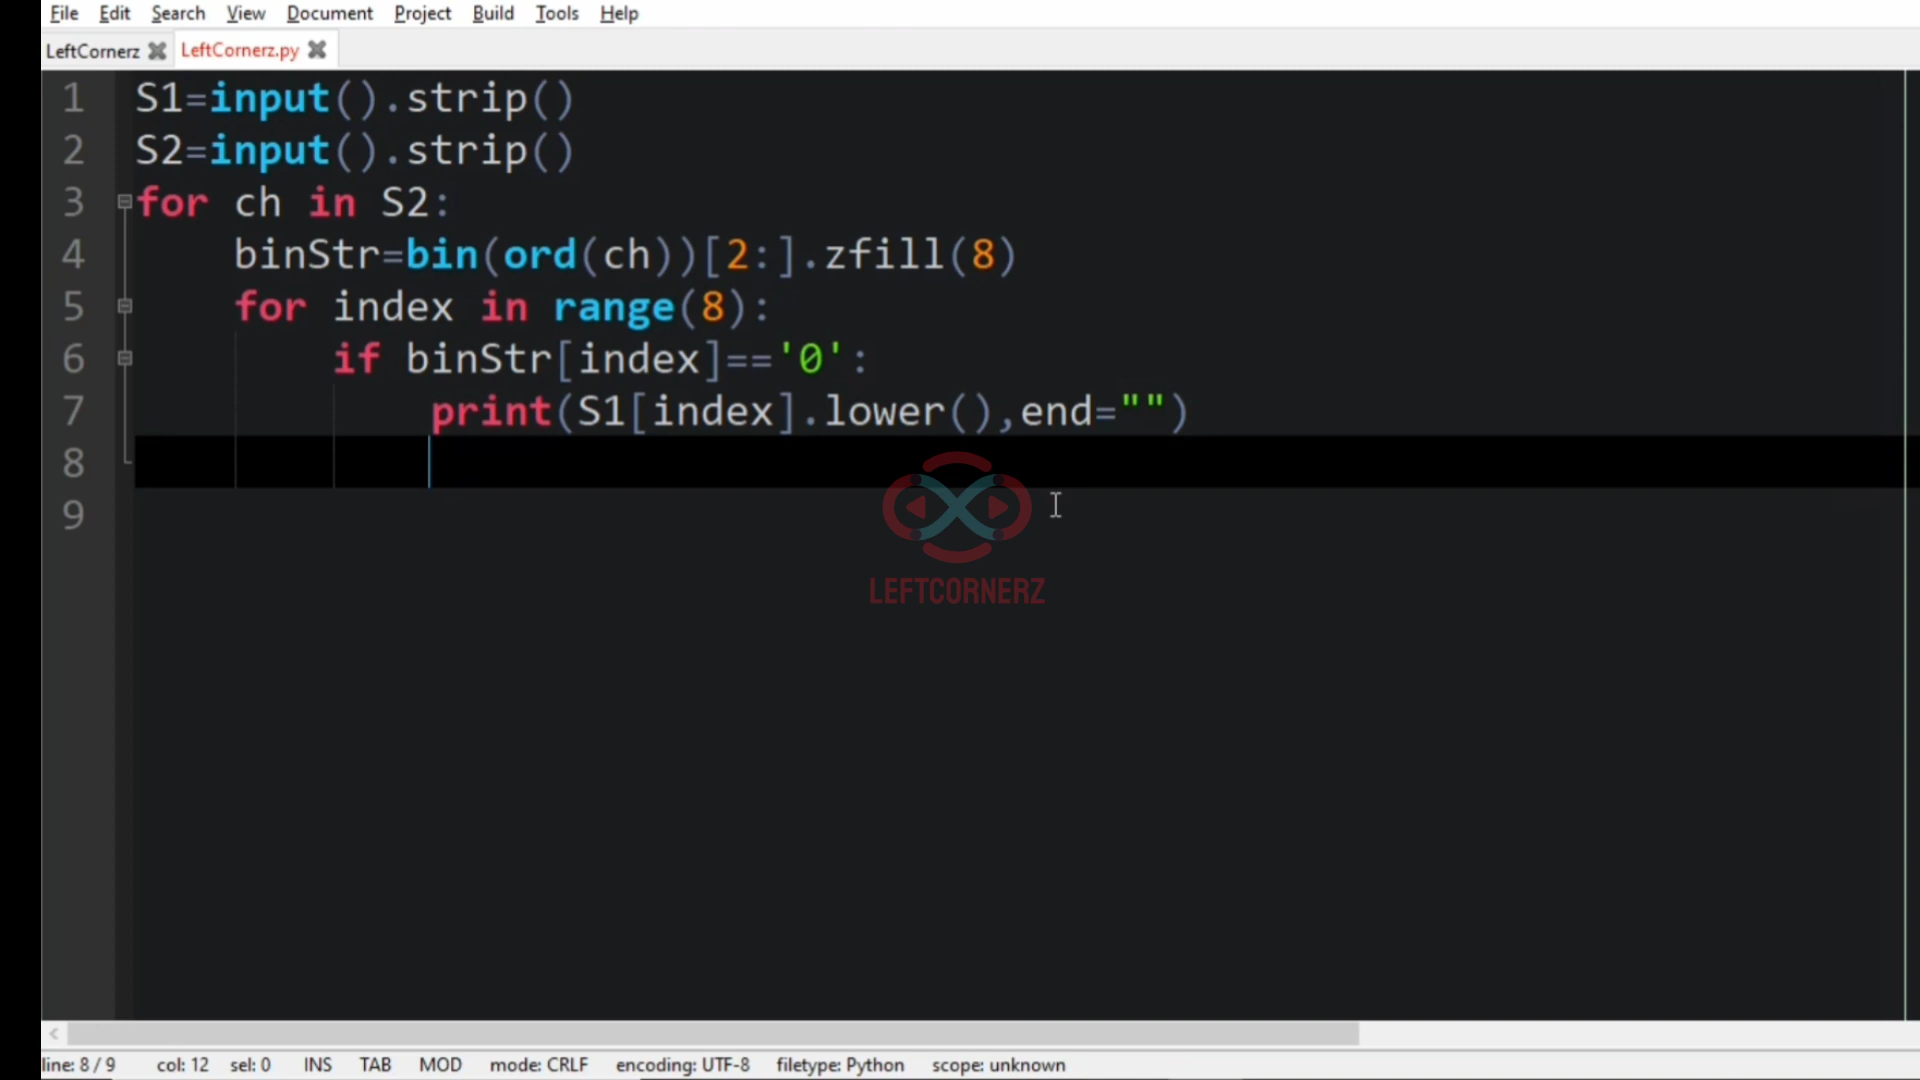 File Edit Search View Document Project Build Tools Help
LeftCornerz LeftCornerz.py
1 S1=input().strip()
2 S2=input().strip()
3 for ch in S2:
4     binStr=bin(ord(ch))[2:].zfill(8)
5     for index in range(8):
6         if binStr[index]=='0':
7             print(S1[index].lower(),end="")
8
9
LEFTCORNERZ
line: 8 / 9 col: 12 sel: 0 INS TAB MOD mode: CRLF encoding: UTF-8 filetype: Python scope: unknown